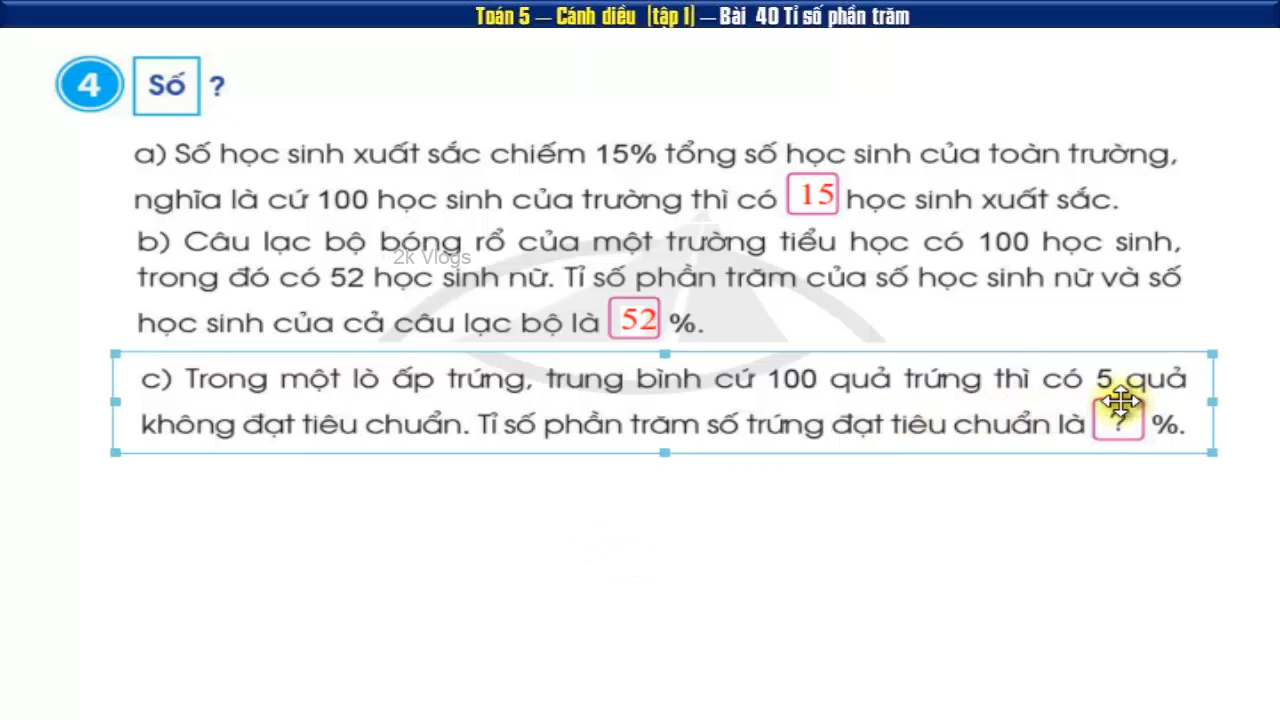 Toán 5 — Cánh diều (tập 1) — Bài 40 Tỉ số phần trăm
4 Số ?
a) Số học sinh xuất sắc chiếm 15% tổng số học sinh của toàn trường,
nghĩa là cứ 100 học sinh của trường thì có 15 học sinh xuất sắc.
b) Câu lạc bộ bóng rổ của một trường tiểu học có 100 học sinh,
2k Vlogs
trong đó có 52 học sinh nữ. Tỉ số phần trăm của số học sinh nữ và số
học sinh của cả câu lạc bộ là 52 %.
c) Trong một lò ấp trứng, trung bình cứ 100 quả trứng thì có 5 quả
không đạt tiêu chuẩn. Tỉ số phần trăm số trứng đạt tiêu chuẩn là ? %.